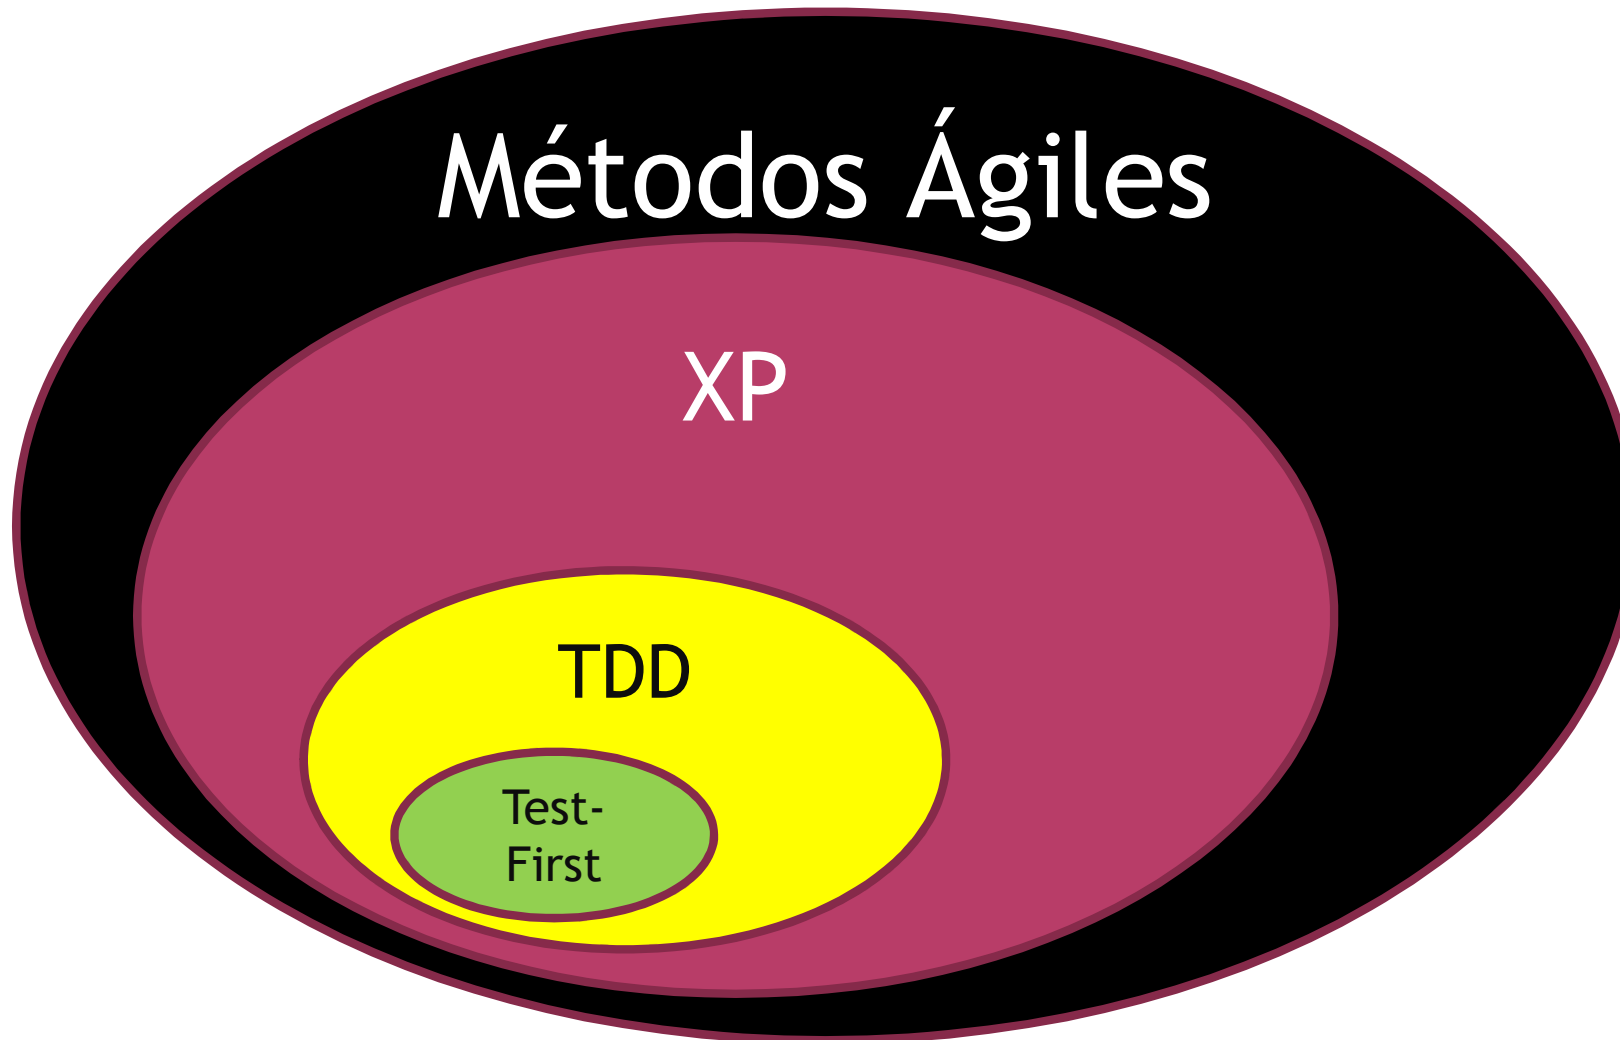 Métodos Ágiles
XP
TDD
Test-
First